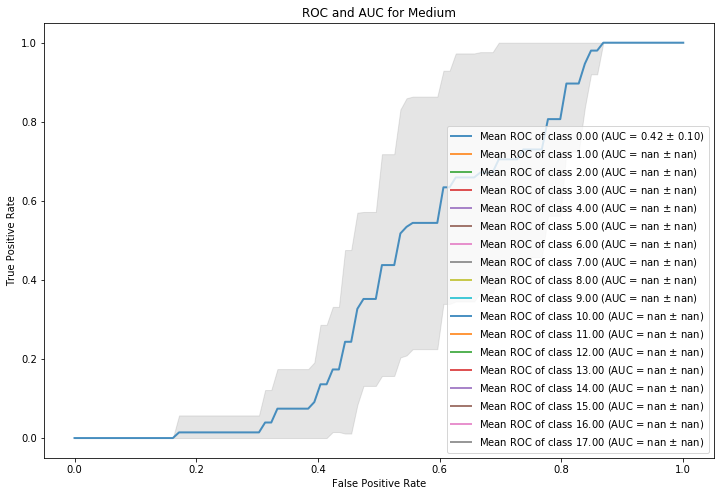 ROC and AUC for Medium
1.0
0.8
0.6
0.4
0.2
0.0
True Positive Rate
Mean ROC of class 0.00 (AUC = 0.42 ± 0.10)
Mean ROC of class 1.00 (AUC = nan ± nan)
Mean ROC of class 2.00 (AUC = nan ± nan)
Mean ROC of class 3.00 (AUC = nan ± nan)
Mean ROC of class 4.00 (AUC = nan ± nan)
Mean ROC of class 5.00 (AUC = nan ± nan)
Mean ROC of class 6.00 (AUC = nan ± nan)
Mean ROC of class 7.00 (AUC = nan ± nan)
Mean ROC of class 8.00 (AUC = nan ± nan)
Mean ROC of class 9.00 (AUC = nan ± nan)
Mean ROC of class 10.00 (AUC = nan ± nan)
Mean ROC of class 11.00 (AUC = nan ± nan)
Mean ROC of class 12.00 (AUC = nan ± nan)
Mean ROC of class 13.00 (AUC = nan ± nan)
Mean ROC of class 14.00 (AUC = nan ± nan)
Mean ROC of class 15.00 (AUC = nan ± nan)
Mean ROC of class 16.00 (AUC = nan ± nan)
Mean ROC of class 17.00 (AUC = nan ± nan)
0.0 0.2 0.4 0.6 0.8 1.0
False Positive Rate